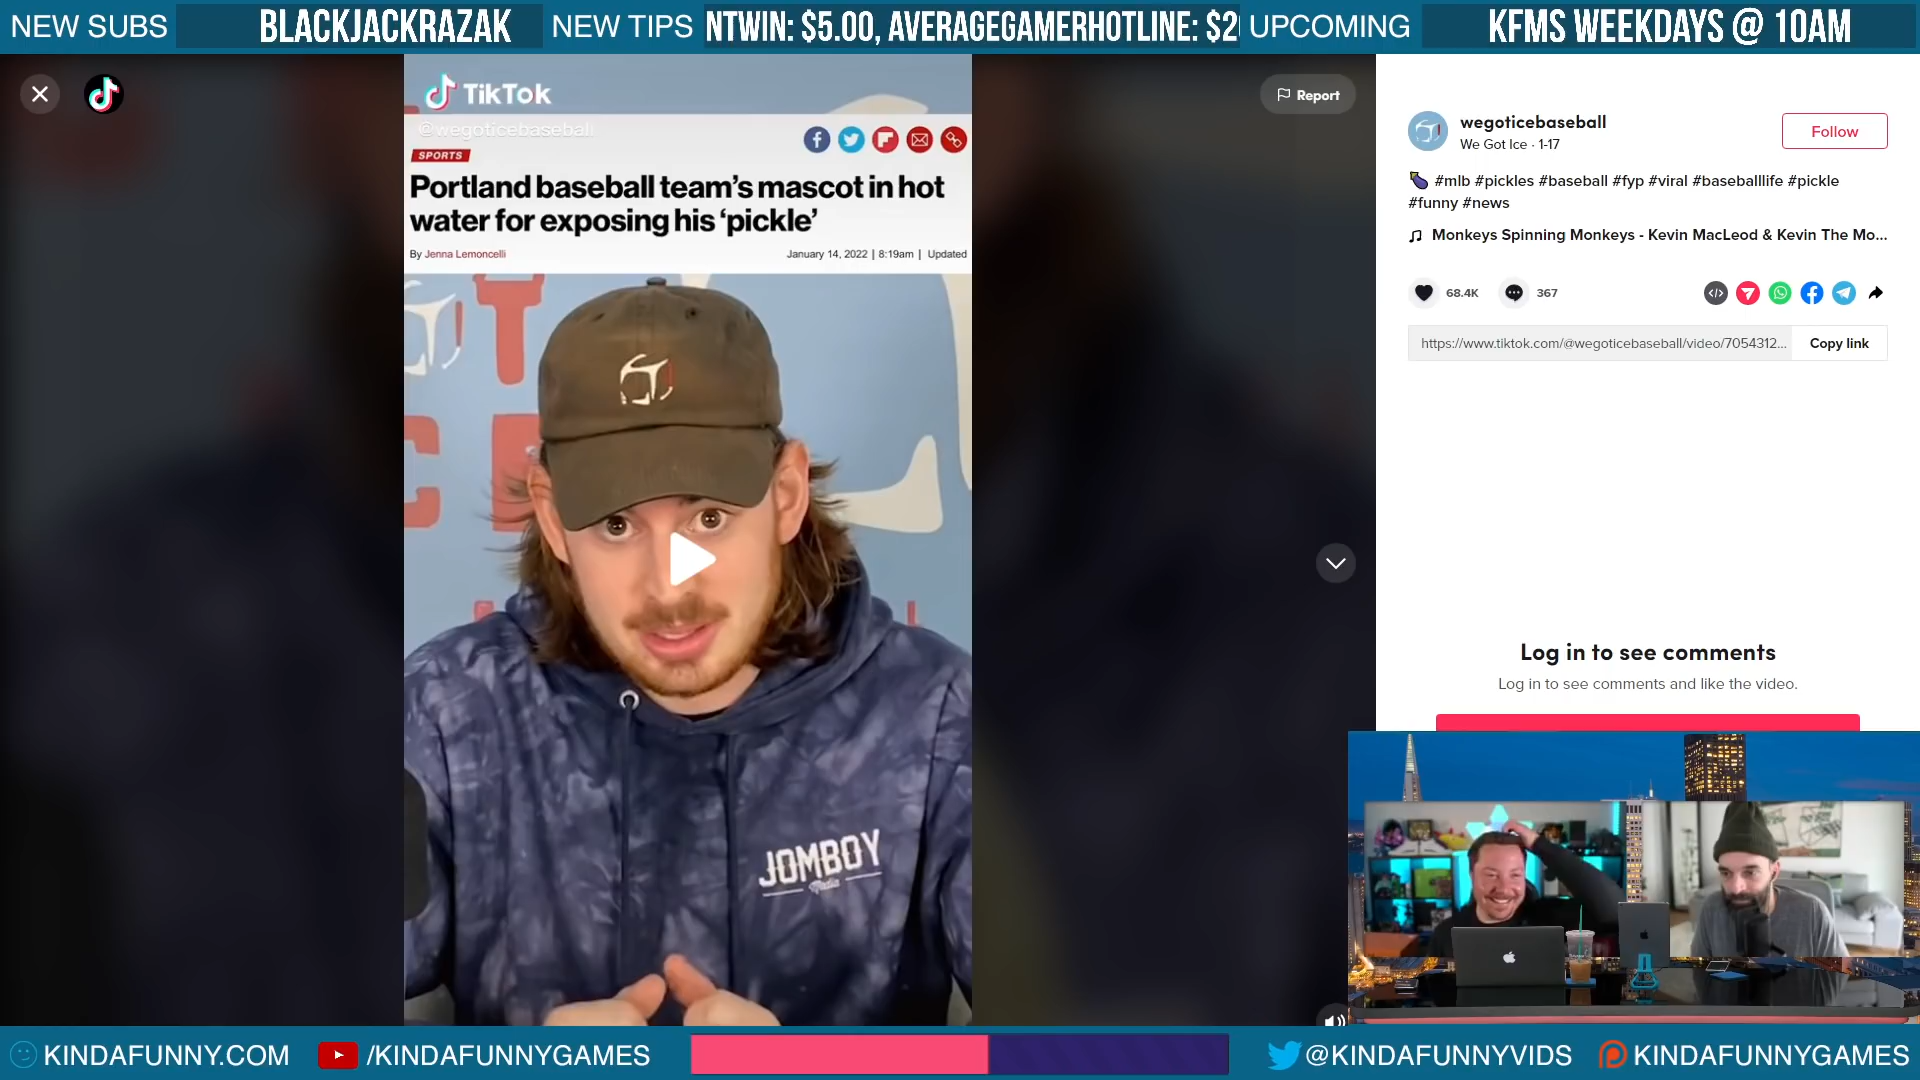 NEW SUBS
BLACKJACKRAZAK
NEW TIPS
NTWIN: $5.00, AVERAGEGAMERHOTLINE: $2
UPCOMING
KFMS WEEKDAYS @ 10AM
TikTok
@wegoticebaseball
Report
SPORTS
Portland baseball team's mascot in hot
water for exposing his 'pickle'
By Jenna Lemoncelli
January 14, 2022 | 8:19am | Updated
JOMBOY
Media
wegoticebaseball
We Got Ice · 1-17
Follow
#mlb #pickles #baseball #fyp #viral #baseballlife #pickle
#funny #news
Monkeys Spinning Monkeys - Kevin MacLeod & Kevin The Mo...
68.4K
367
https://www.tiktok.com/@wegoticebaseball/video/7054312...
Copy link
Log in to see comments
Log in to see comments and like the video.
KINDAFUNNY.COM
/KINDAFUNNYGAMES
@KINDAFUNNYVIDS
KINDAFUNNYGAMES